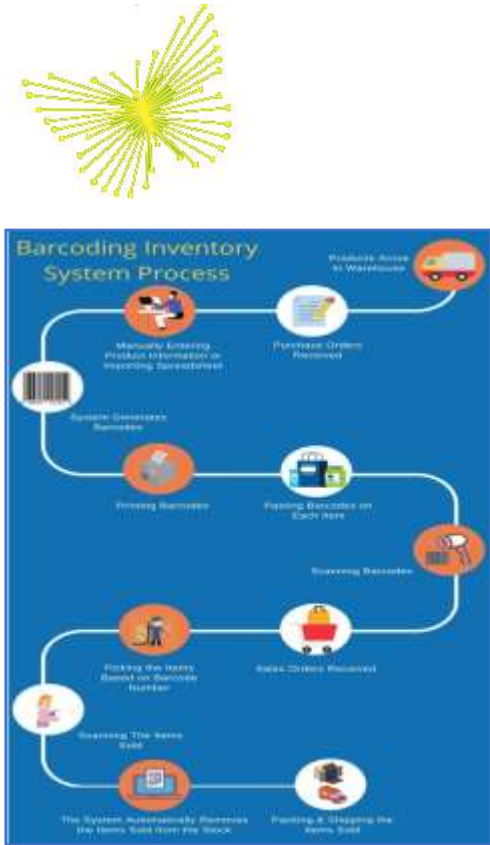 Barcoding Inventory
System Process
Products Arrive
In Warehouse
Purchase Orders
Received
Manually Entering
Product Information or
Importing Spreadsheet
System Generates
Barcodes
Printing Barcodes
Pasting Barcodes on
Each Item
Scanning Barcodes
Sales Orders Received
Picking the Items
Based on Barcode
Number
Scanning The Items
Sold
The System Automatically Removes
the Items Sold from the Stock
Packing & Shipping the
Items Sold